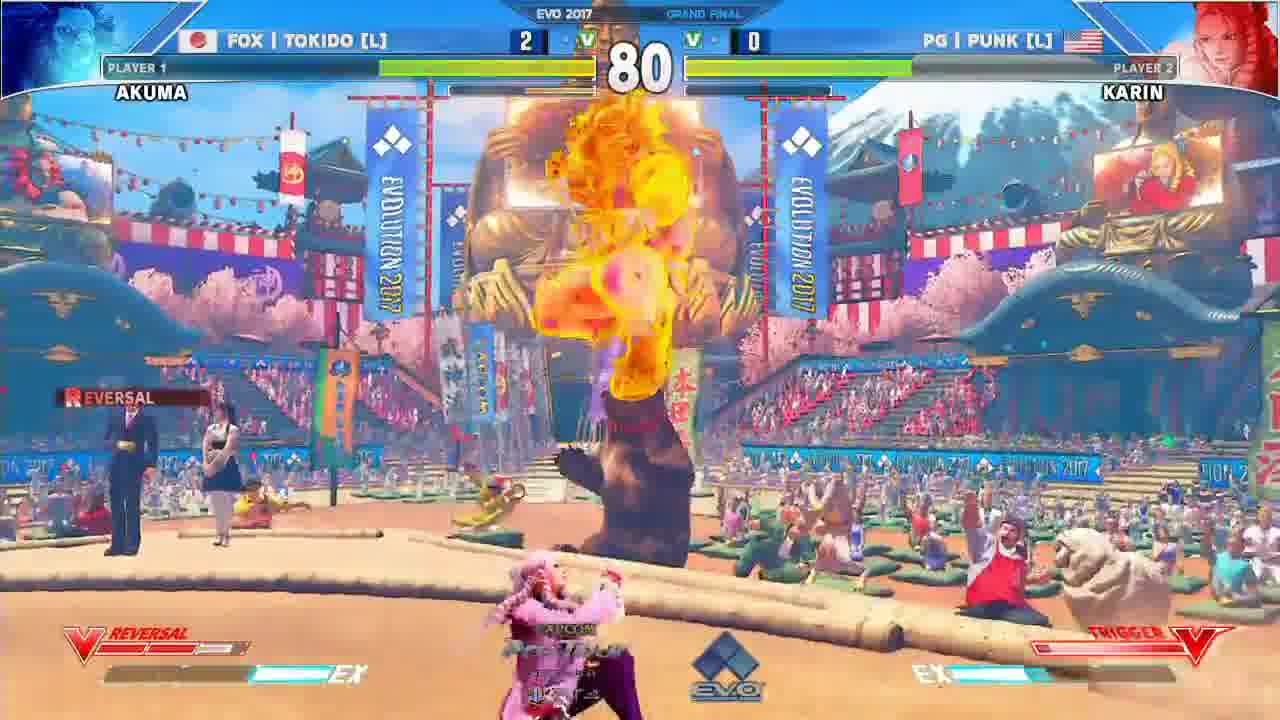 EVO 2017 GRAND FINAL
FOX | TOKIDO [L] 2 V 80 V 0 PG | PUNK [L]
PLAYER 1 PLAYER 2
AKUMA KARIN
EVOLUTION 2017
EVOLUTION 2017
REVERSAL
REVERSAL
TRIGGER
EX
EX
CAPCOM
EVO